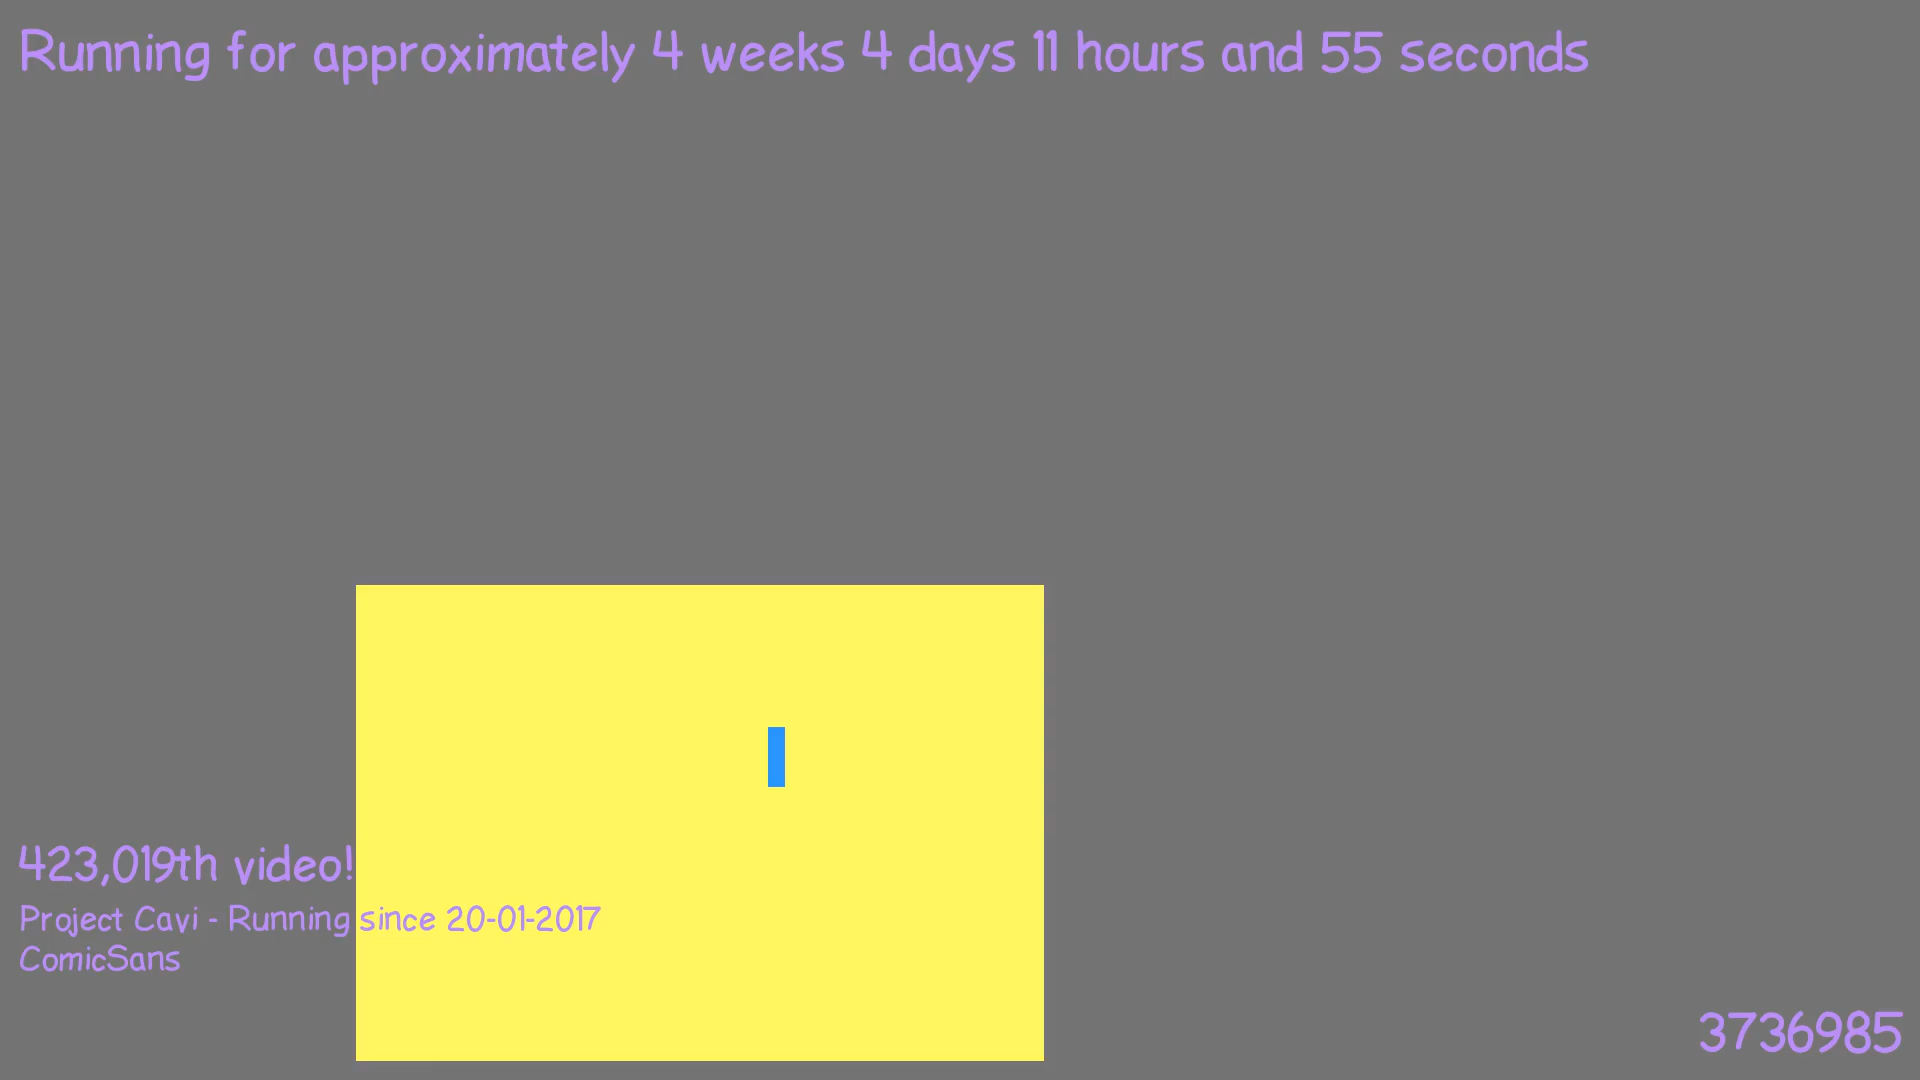 Running for approximately 4 weeks 4 days 11 hours and 55 seconds
423,019th video!
Project Cavi - Running since 20-01-2017
ComicSans
3736985